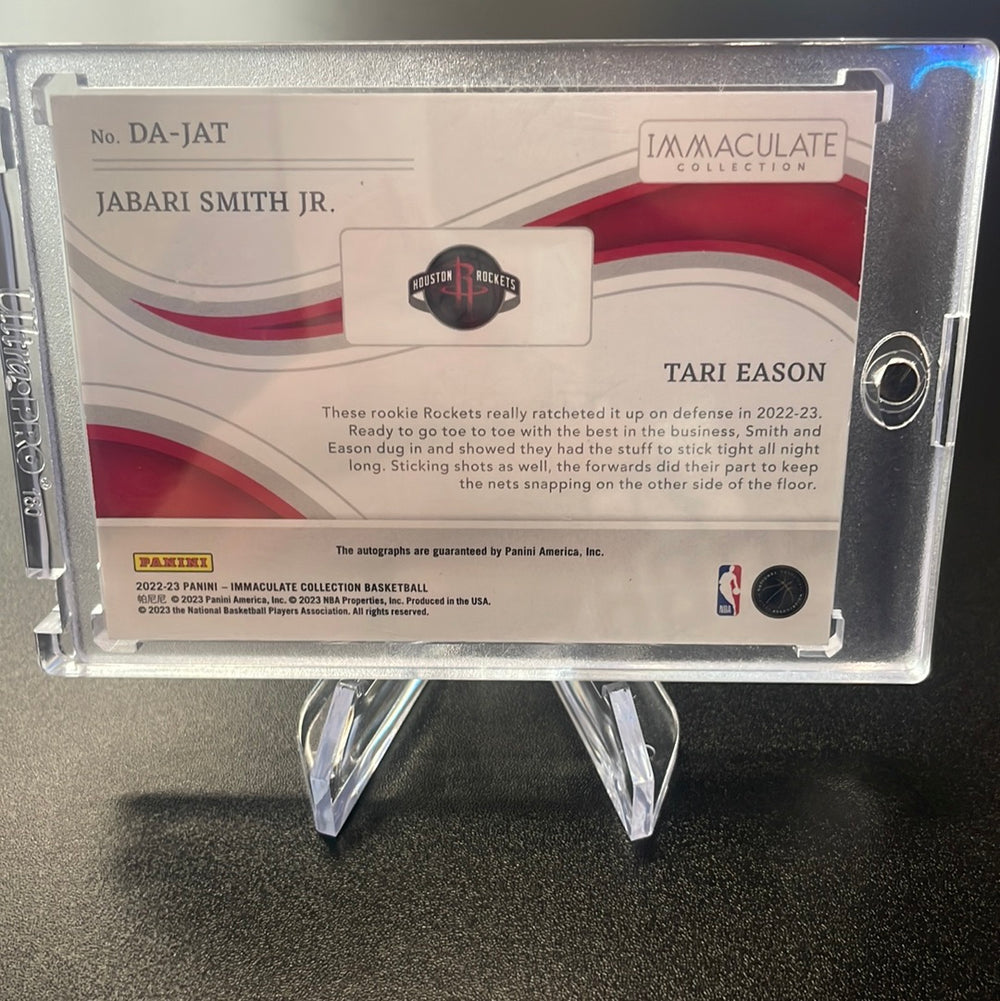 No. DA-JAT
IMMACULATE
COLLECTION
JABARI SMITH JR.
HOUSTON ROCKETS
TARI EASON
These rookie Rockets really ratcheted it up on defense in 2022-23.
Ready to go toe to toe with the best in the business, Smith and
Eason dug in and showed they had the stuff to stick tight all night
long. Sticking shots as well, the forwards did their part to keep
the nets snapping on the other side of the floor.
The autographs are guaranteed by Panini America, Inc.
PANINI
2022-23 PANINI – IMMACULATE COLLECTION BASKETBALL
帕尼尼 © 2023 Panini America, Inc. © 2023 NBA Properties, Inc. Produced in the USA.
© 2023 the National Basketball Players Association. All rights reserved.
NBA
Ultra PRO® 180